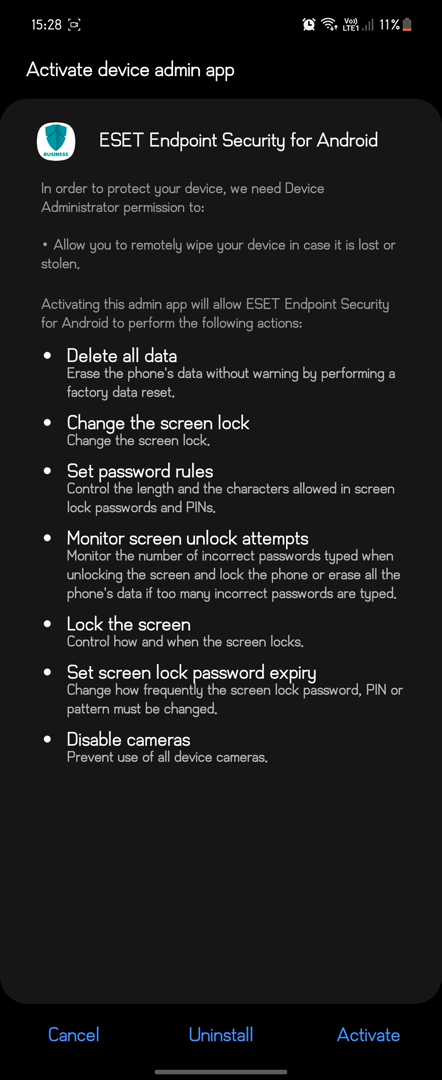 15:28
Vo))
LTE1
11%
Activate device admin app
BUSINESS
ESET Endpoint Security for Android
In order to protect your device, we need Device
Administrator permission to:
• Allow you to remotely wipe your device in case it is lost or
stolen.
Activating this admin app will allow ESET Endpoint Security
for Android to perform the following actions:
• Delete all data
Erase the phone's data without warning by performing a
factory data reset.
• Change the screen lock
Change the screen lock.
• Set password rules
Control the length and the characters allowed in screen
lock passwords and PINs.
• Monitor screen unlock attempts
Monitor the number of incorrect passwords typed when
unlocking the screen and lock the phone or erase all the
phone's data if too many incorrect passwords are typed.
• Lock the screen
Control how and when the screen locks.
• Set screen lock password expiry
Change how frequently the screen lock password, PIN or
pattern must be changed.
• Disable cameras
Prevent use of all device cameras.
Cancel Uninstall Activate